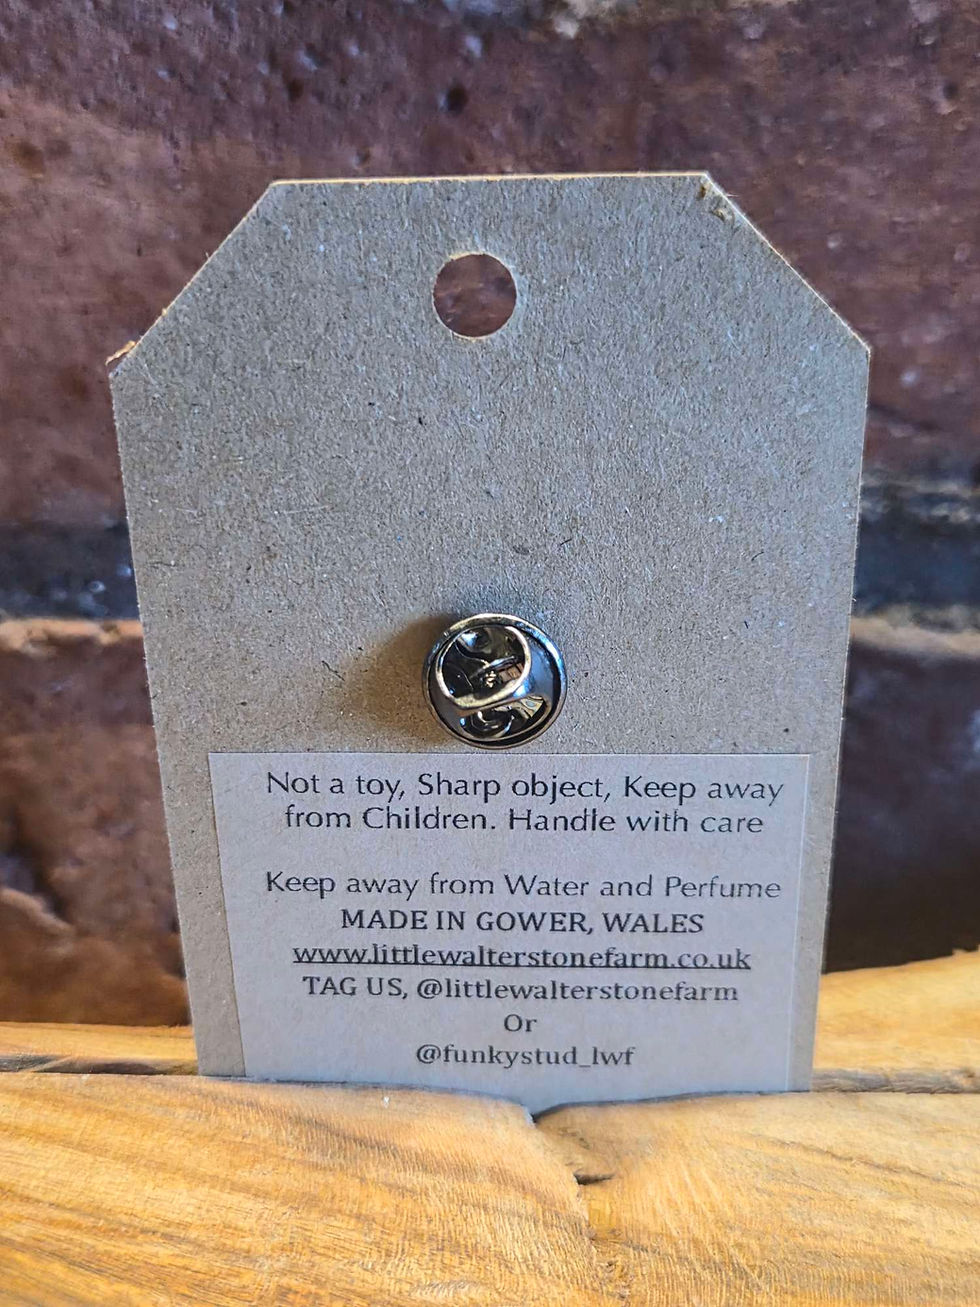 Not a toy, Sharp object, Keep away
from Children. Handle with care
Keep away from Water and Perfume
MADE IN GOWER, WALES
www.littlewalterstonefarm.co.uk
TAG US, @littlewalterstonefarm
Or
@funkystud_lwf